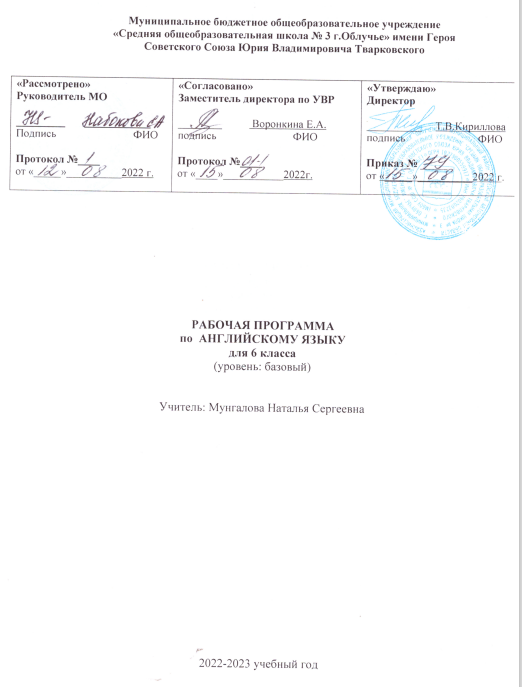 Муниципальное бюджетное общеобразовательное учреждение
«Средняя общеобразовательная школа № 3 г.Облучье» имени Героя
Советского Союза Юрия Владимировича Тварковского
«Рассмотрено»
Руководитель МО
Набокова ЕА
Подпись ФИО
Протокол № 1
от « 12 » 08 2022 г.
«Согласовано»
Заместитель директора по УВР
Воронкина Е.А.
подпись ФИО
Протокол № 01-1
от « 15 » 08 2022г.
«Утверждаю»
Директор
Т.В.Кириллова
подпись ФИО
Приказ № 79
от « 15 » 08 2022 г.
РАБОЧАЯ ПРОГРАММА
по АНГЛИЙСКОМУ ЯЗЫКУ
для 6 класса
(уровень: базовый)
Учитель: Мунгалова Наталья Сергеевна
2022-2023 учебный год